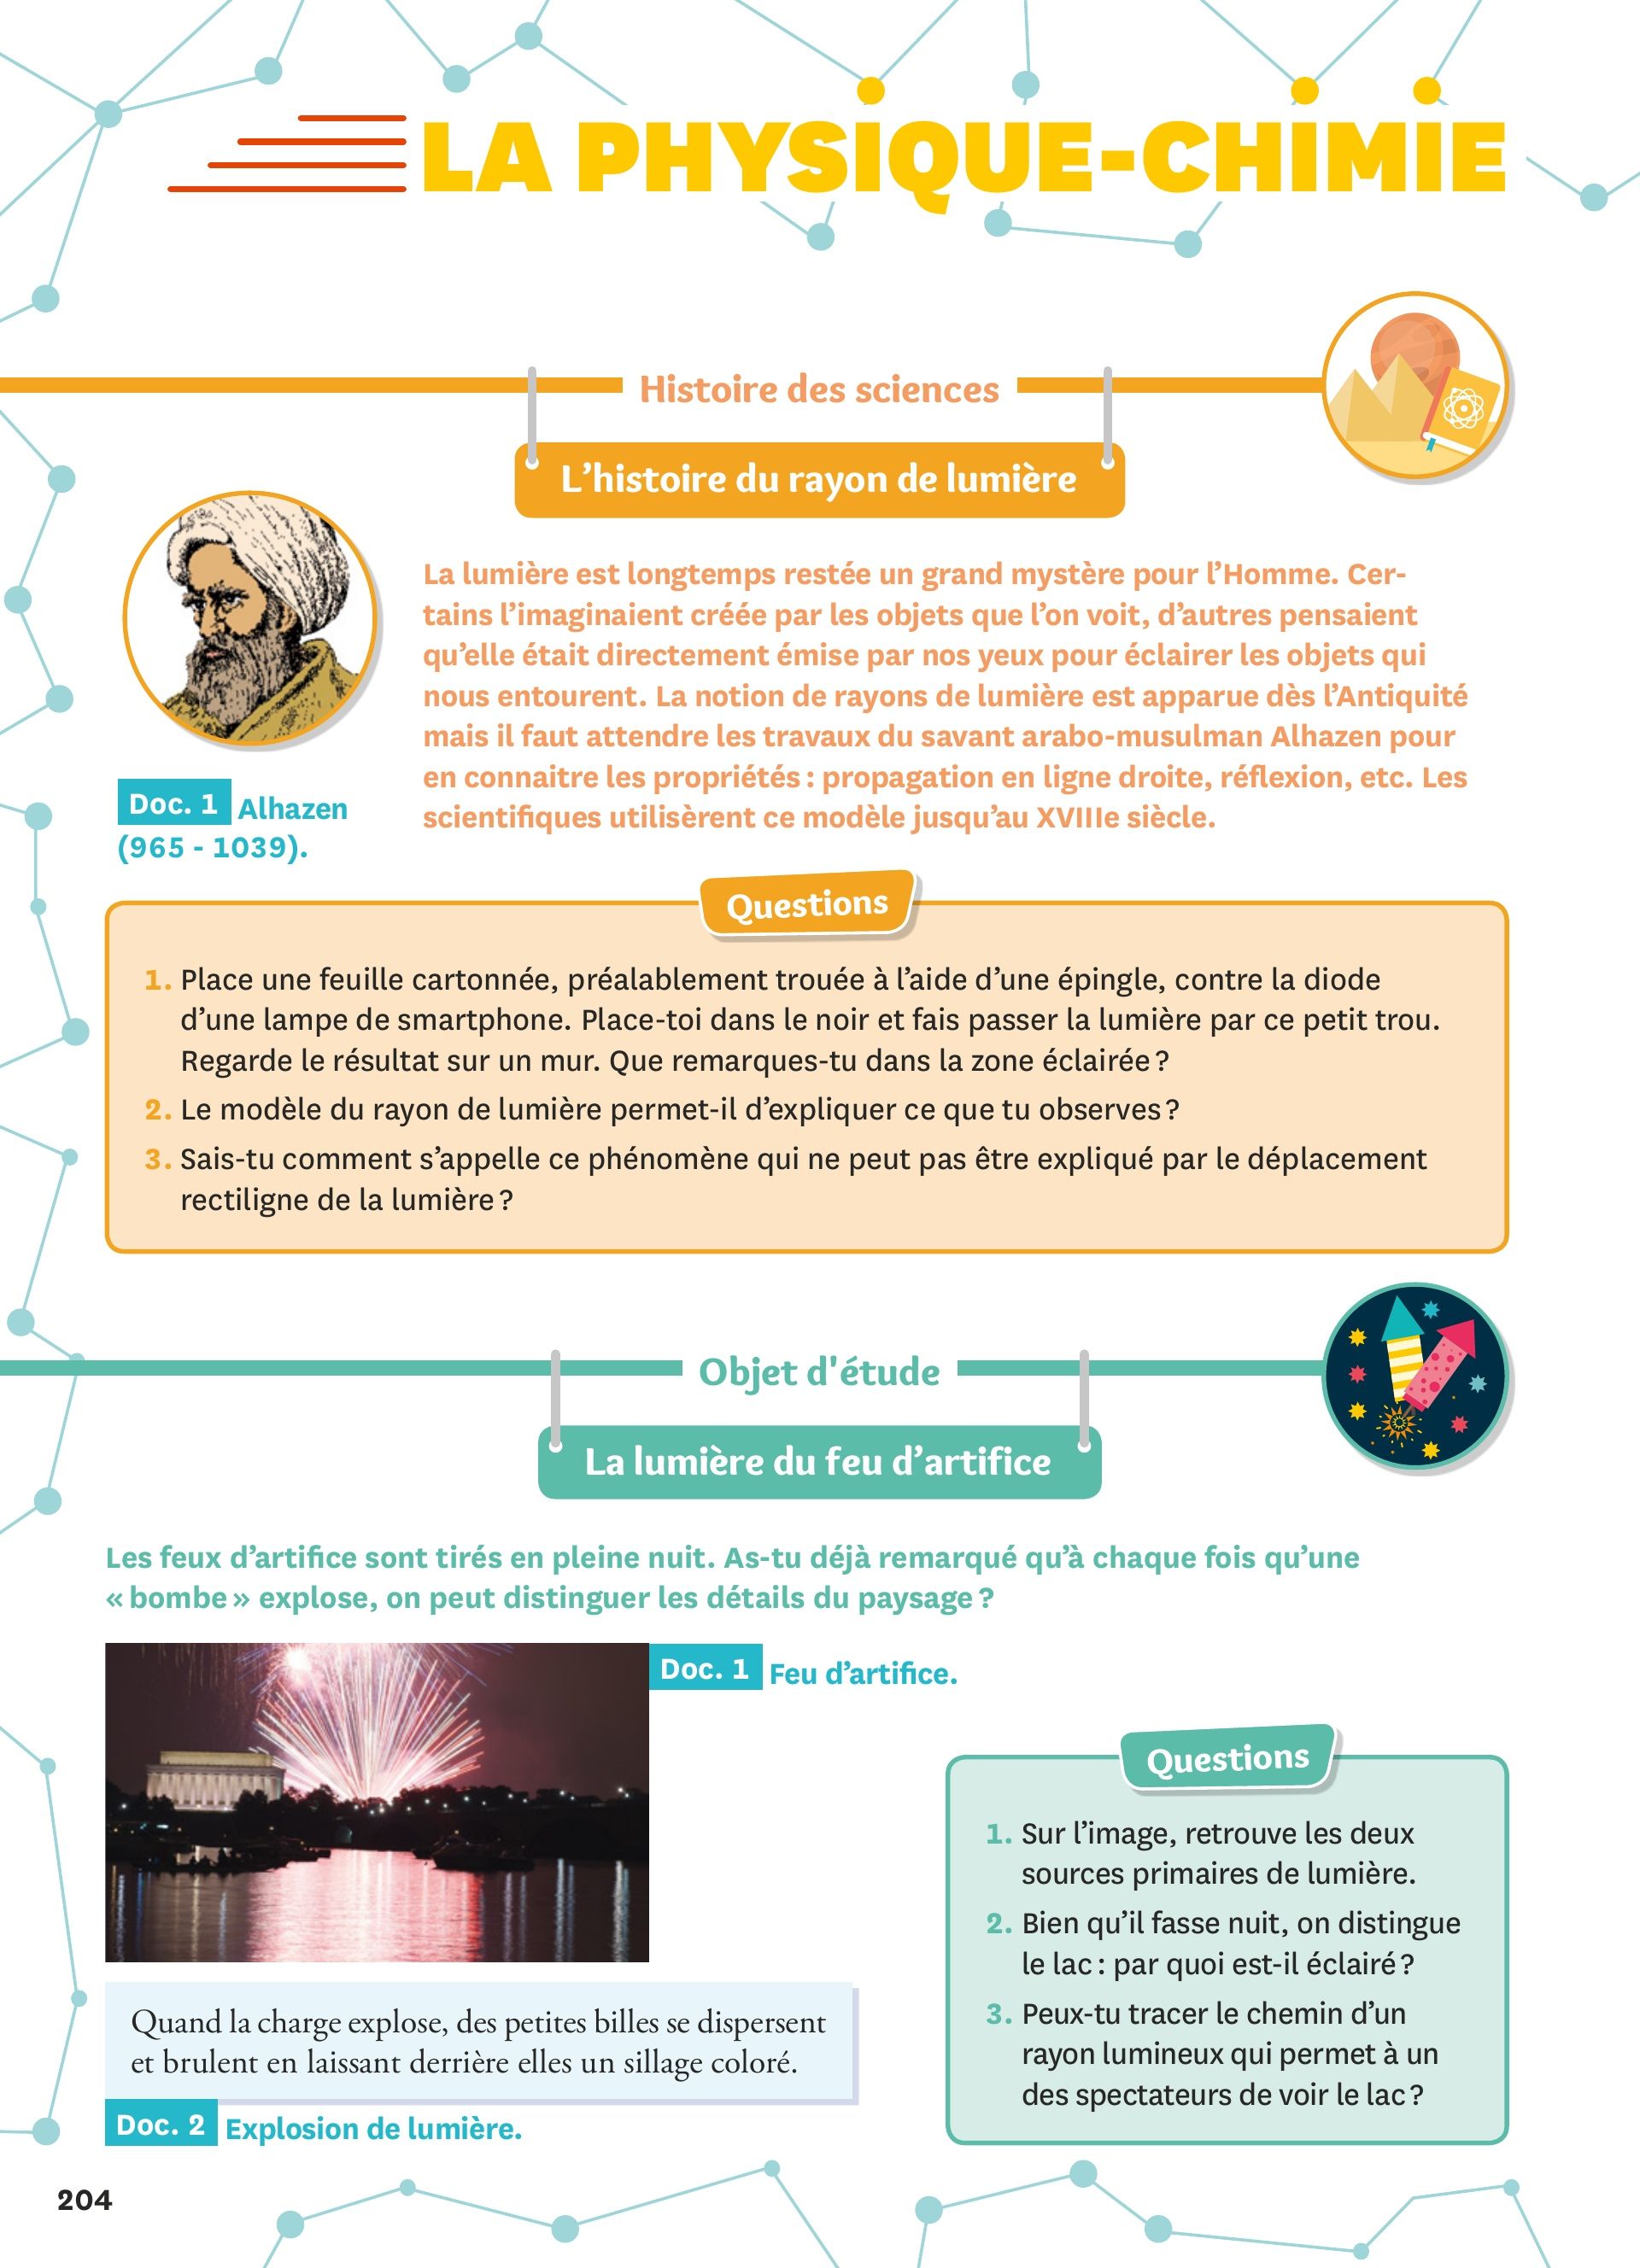 LA PHYSIQUE-CHIMIE
Histoire des sciences
L’histoire du rayon de lumière
La lumière est longtemps restée un grand mystère pour l’Homme. Cer-
tains l’imaginaient créée par les objets que l’on voit, d’autres pensaient
qu’elle était directement émise par nos yeux pour éclairer les objets qui
nous entourent. La notion de rayons de lumière est apparue dès l’Antiquité
mais il faut attendre les travaux du savant arabo-musulman Alhazen pour
en connaitre les propriétés : propagation en ligne droite, réflexion, etc. Les
scientifiques utilisèrent ce modèle jusqu’au XVIIIe siècle.
Doc. 1 Alhazen
(965 - 1039).
Questions
1. Place une feuille cartonnée, préalablement trouée à l’aide d’une épingle, contre la diode
d’une lampe de smartphone. Place-toi dans le noir et fais passer la lumière par ce petit trou.
Regarde le résultat sur un mur. Que remarques-tu dans la zone éclairée ?
2. Le modèle du rayon de lumière permet-il d’expliquer ce que tu observes ?
3. Sais-tu comment s’appelle ce phénomène qui ne peut pas être expliqué par le déplacement
rectiligne de la lumière ?
Objet d'étude
La lumière du feu d’artifice
Les feux d’artifice sont tirés en pleine nuit. As-tu déjà remarqué qu’à chaque fois qu’une
« bombe » explose, on peut distinguer les détails du paysage ?
Doc. 1 Feu d’artifice.
Quand la charge explose, des petites billes se dispersent
et brulent en laissant derrière elles un sillage coloré.
Doc. 2 Explosion de lumière.
Questions
1. Sur l’image, retrouve les deux
sources primaires de lumière.
2. Bien qu’il fasse nuit, on distingue
le lac : par quoi est-il éclairé ?
3. Peux-tu tracer le chemin d’un
rayon lumineux qui permet à un
des spectateurs de voir le lac ?
204